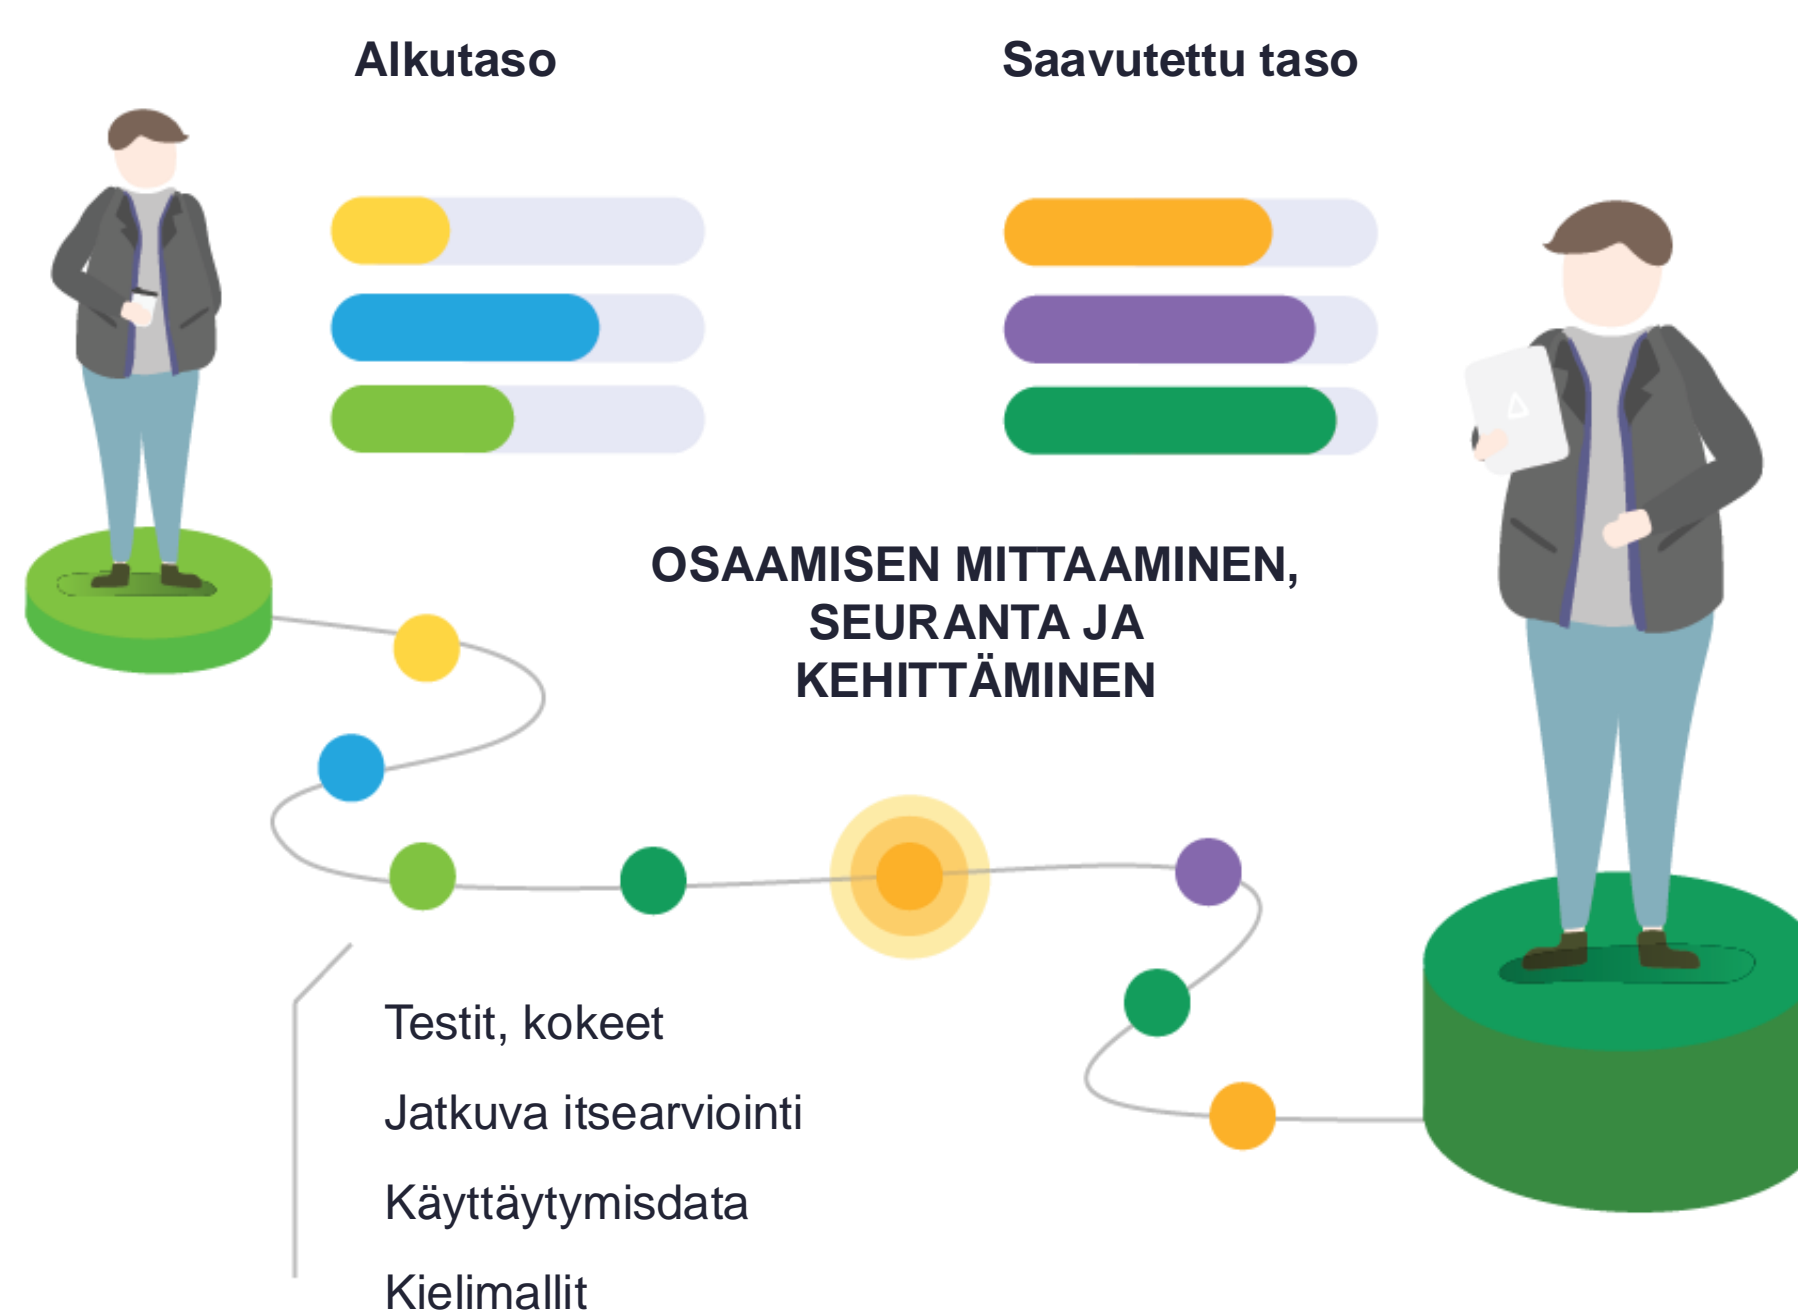 Alkutaso
Saavutettu taso
OSAAMISEN MITTAAMINEN,
SEURANTA JA
KEHITTÄMINEN
Testit, kokeet
Jatkuva itsearviointi
Käyttäytymisdata
Kielimallit